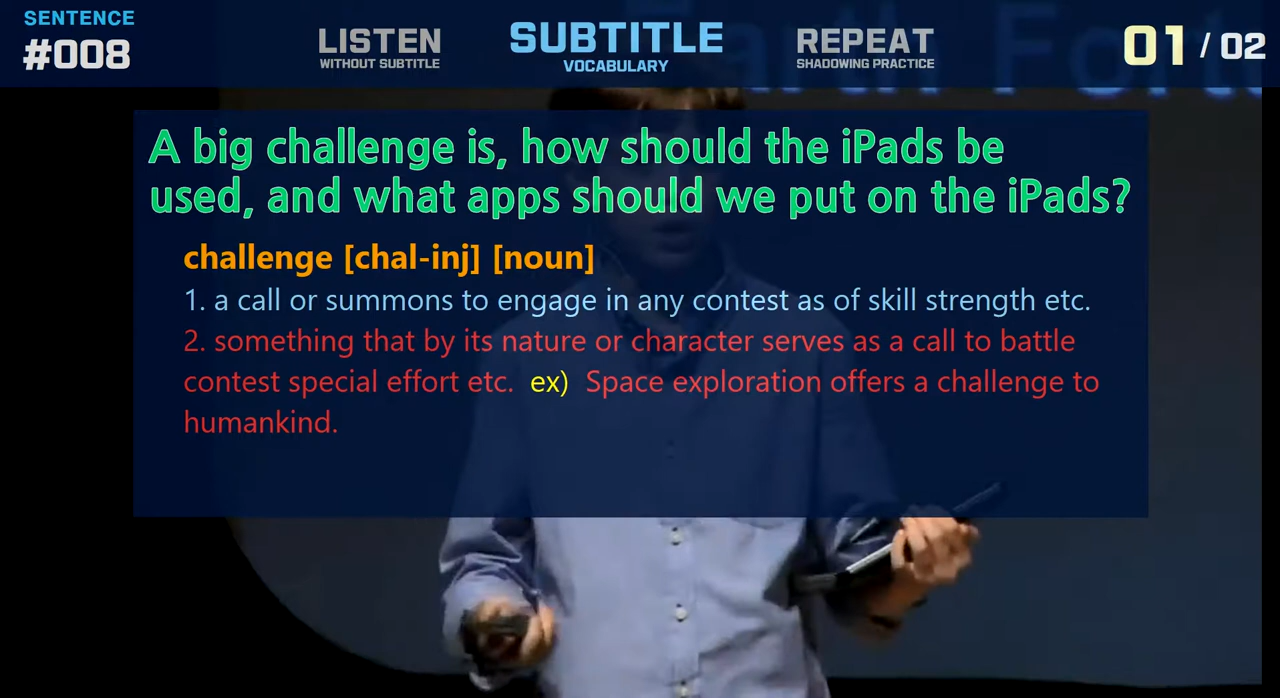 SENTENCE
#008
LISTEN
WITHOUT SUBTITLE
SUBTITLE
VOCABULARY
REPEAT
SHADOWING PRACTICE
01 / 02
A big challenge is, how should the iPads be
used, and what apps should we put on the iPads?
challenge [chal-inj] [noun]
1. a call or summons to engage in any contest as of skill strength etc.
2. something that by its nature or character serves as a call to battle
contest special effort etc. ex) Space exploration offers a challenge to
humankind.